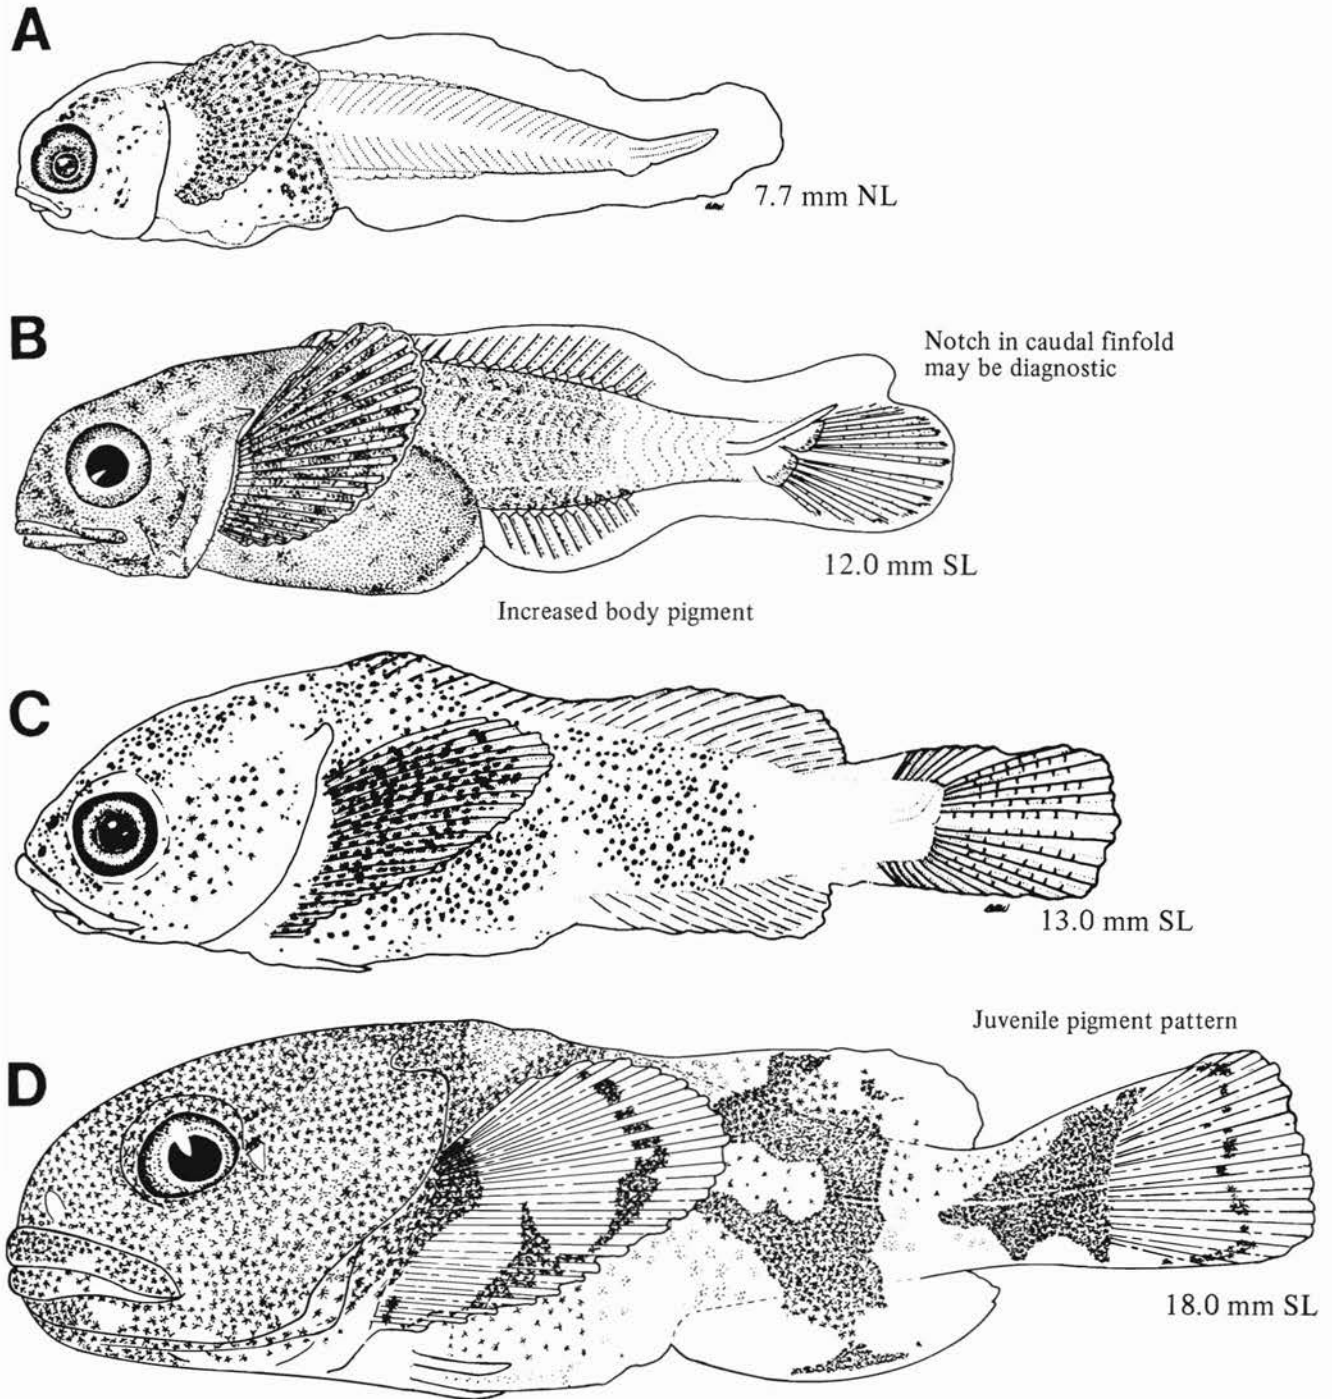 A
7.7 mm NL
B
Notch in caudal finfold
may be diagnostic
12.0 mm SL
Increased body pigment
C
13.0 mm SL
Juvenile pigment pattern
D
18.0 mm SL